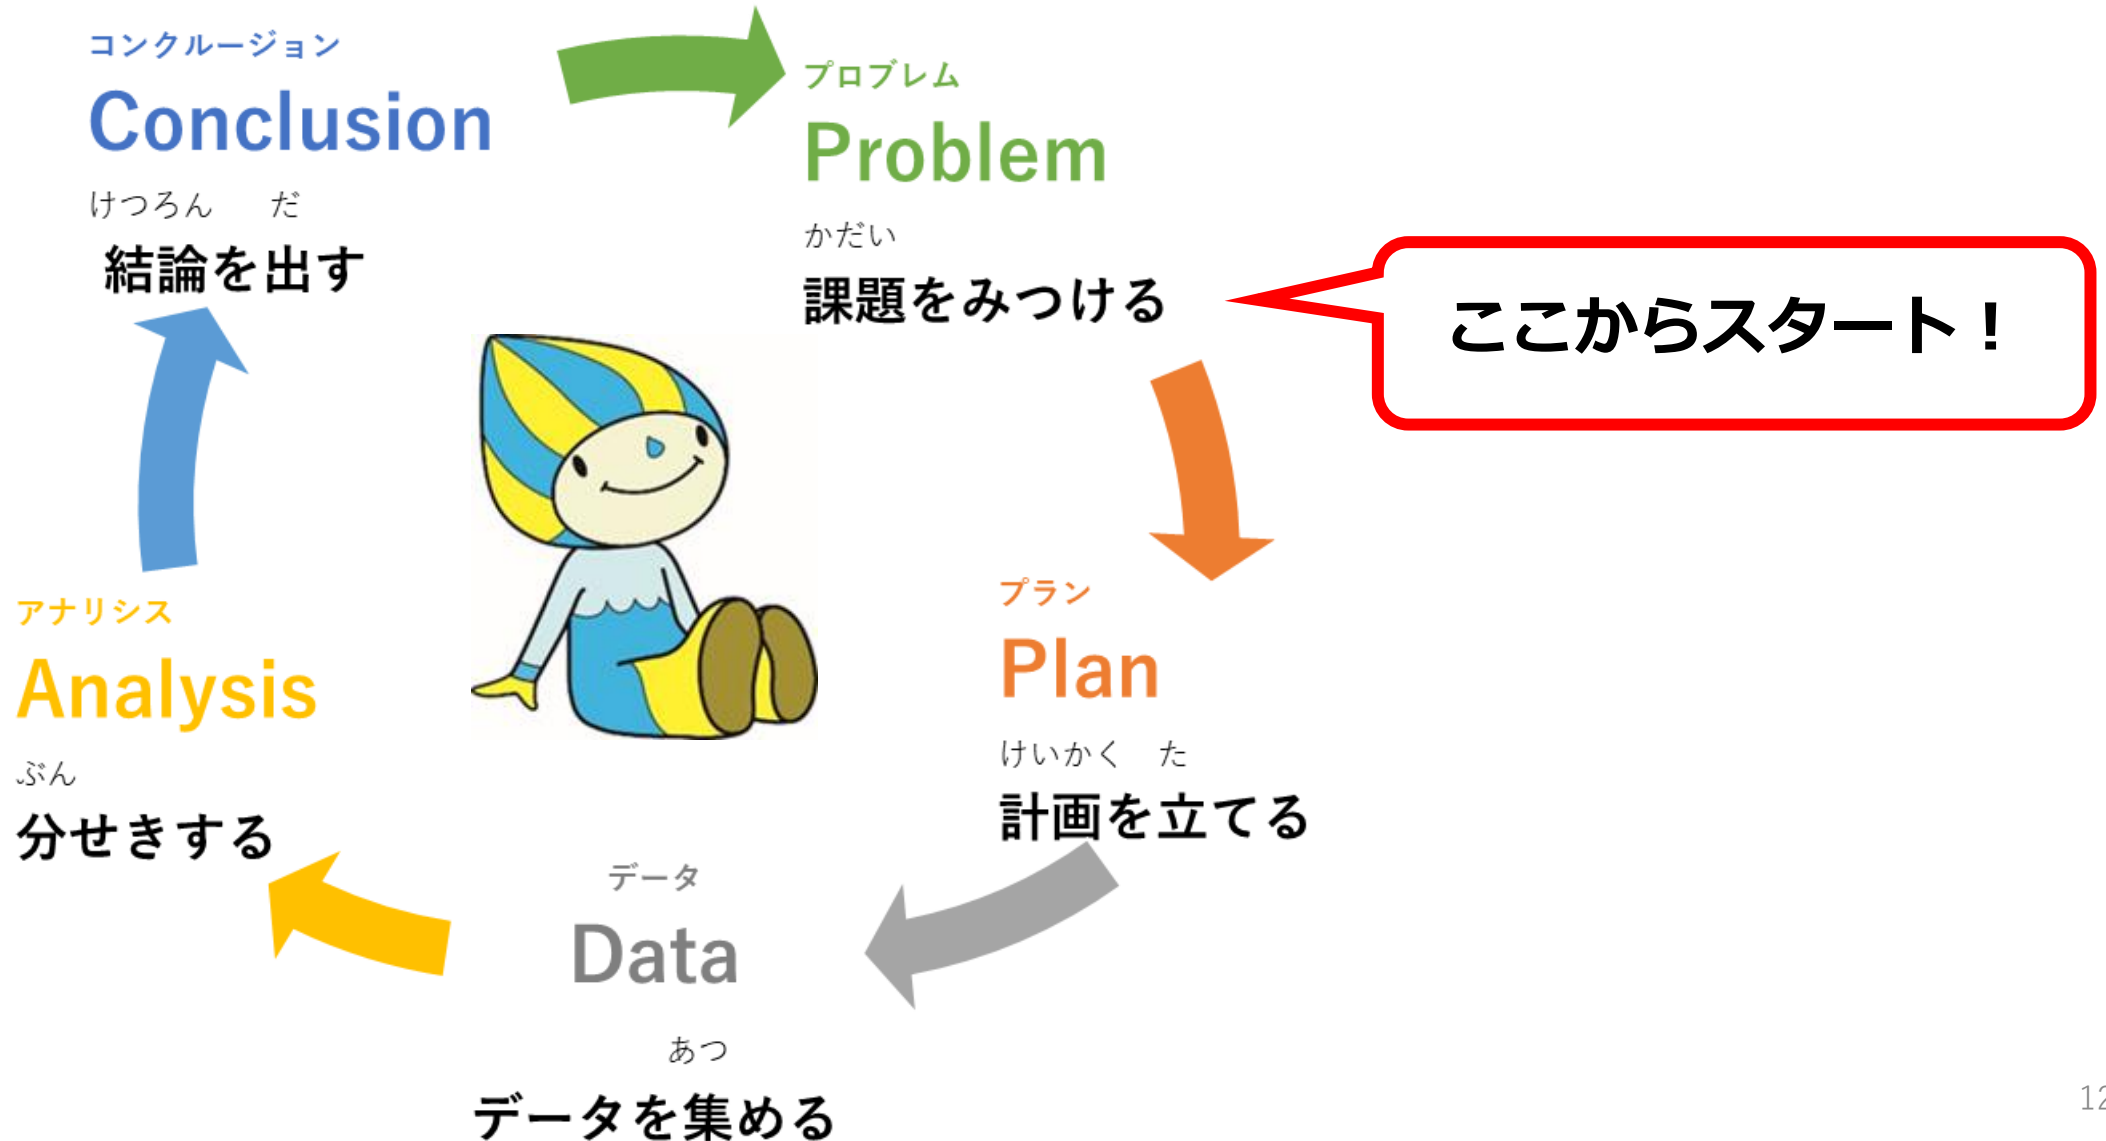 コンクルージョン
Conclusion
けつろん だ
結論を出す
プロブレム
Problem
かだい
課題をみつける
ここからスタート！
プラン
Plan
けいかく た
計画を立てる
データ
Data
あつ
データを集める
アナリシス
Analysis
ぶん
分せきする
12